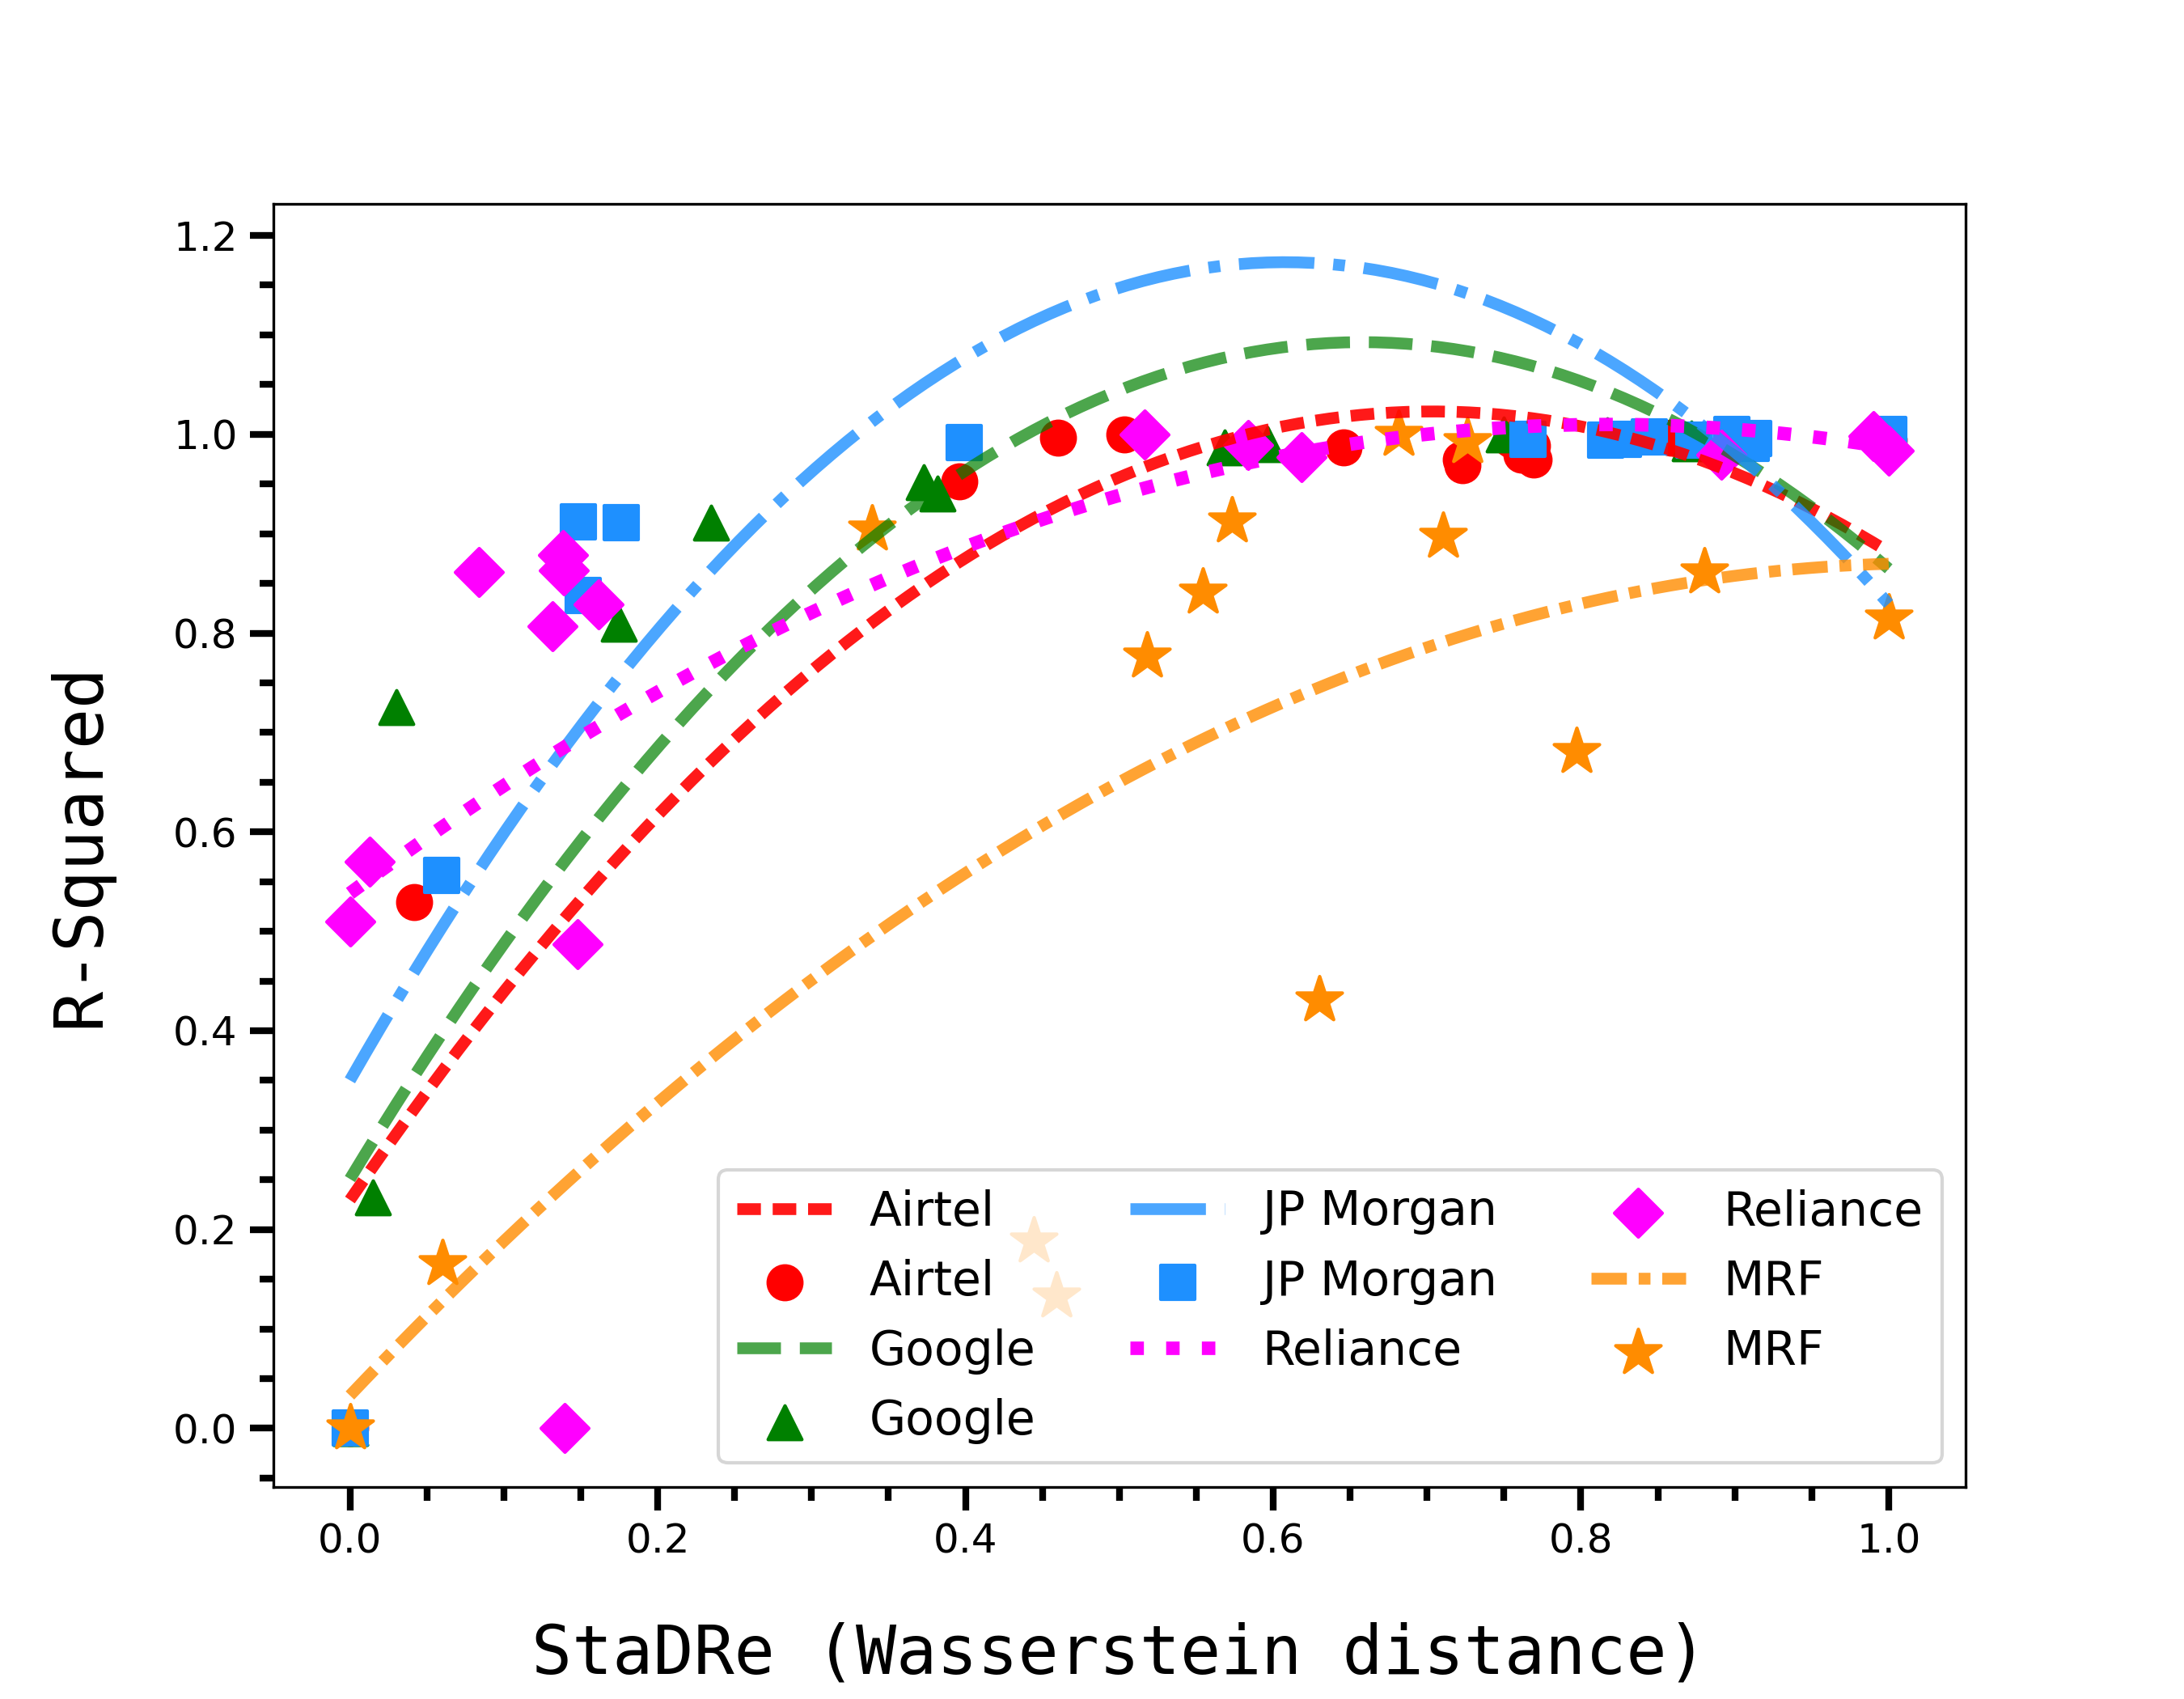 1.2
1.0
0.8
0.6
0.4
0.2
0.0
R-Squared
Airtel
Airtel
Google
Google
JP Morgan
JP Morgan
Reliance
Reliance
MRF
MRF
0.0 0.2 0.4 0.6 0.8 1.0
StaDRe (Wasserstein distance)